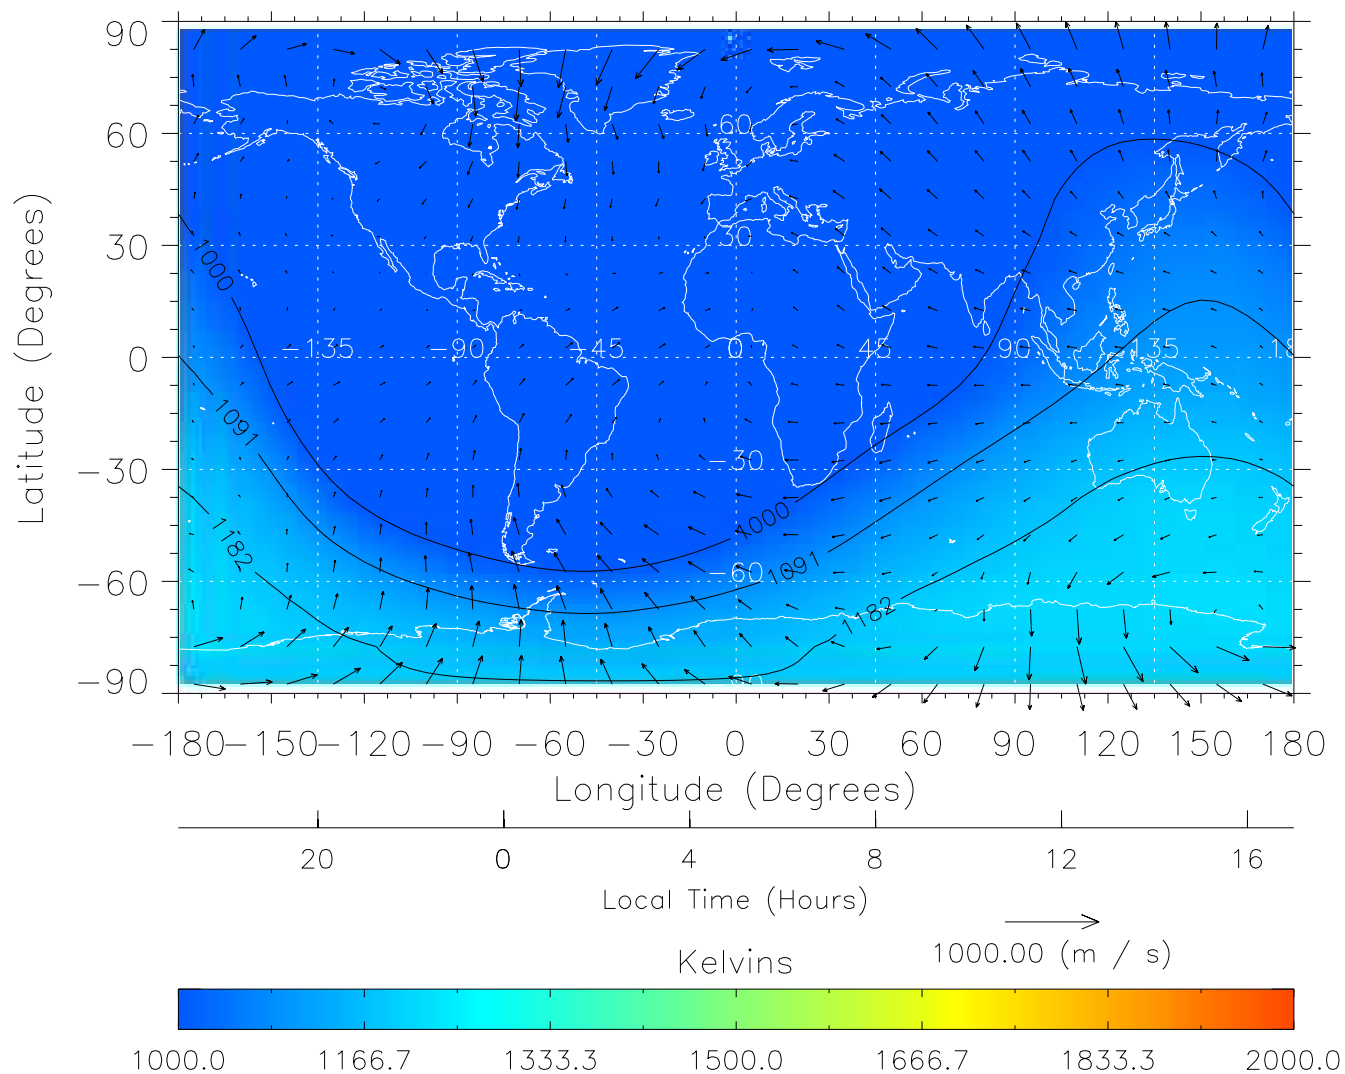 90
60
30
0
−30
−60
−90
Latitude (Degrees)
60
30
−135 −90 −45 0 45 90 135
−30
−60
1000
1091
1182
1000
1091
1182
−180 −150 −120 −90 −60 −30 0 30 60 90 120 150 180
Longitude (Degrees)
20 0 4 8 12 16
Local Time (Hours)
1000.00 (m / s)
Kelvins
1000.0 1166.7 1333.3 1500.0 1666.7 1833.3 2000.0